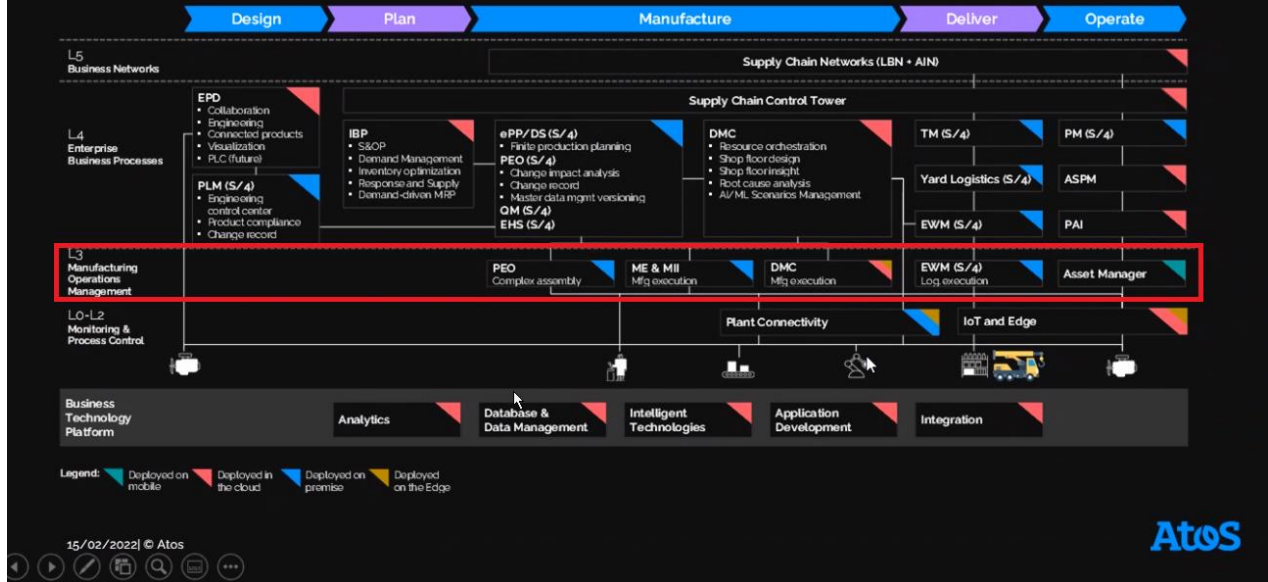 Design
Plan
Manufacture
Deliver
Operate
L5
Business Networks
Supply Chain Networks (LBN + AIN)
L4
Enterprise
Business Processes
EPD
• Collaboration
• Engineering
• Connected products
• Visualization
• PLC (future)
PLM (S/4)
• Engineering
control center
• Product compliance
• Change record
Supply Chain Control Tower
IBP
• S&OP
• Demand Management
• Inventory optimization
• Response and Supply
• Demand-driven MRP
ePP/DS (S/4)
• Finite production planning
PEO (S/4)
• Change impact analysis
• Change record
• Master data mgmt versioning
QM (S/4)
EHS (S/4)
DMC
• Resource orchestration
• Shop floor design
• Shop floor insight
• Root cause analysis
• AI/ML Scenarios Management
TM (S/4)
Yard Logistics (S/4)
EWM (S/4)
PM (S/4)
ASPM
PAI
L3
Manufacturing
Operations
Management
PEO
Complex assembly
ME & MII
Mfg execution
DMC
Mfg execution
EWM (S/4)
Log. execution
Asset Manager
L0-L2
Monitoring &
Process Control
Plant Connectivity
IoT and Edge
Business
Technology
Platform
Analytics
Database &
Data Management
Intelligent
Technologies
Application
Development
Integration
Legend:
Deployed on
mobile
Deployed in
the cloud
Deployed on
premise
Deployed
on the Edge
15/02/2022| © Atos
Atos